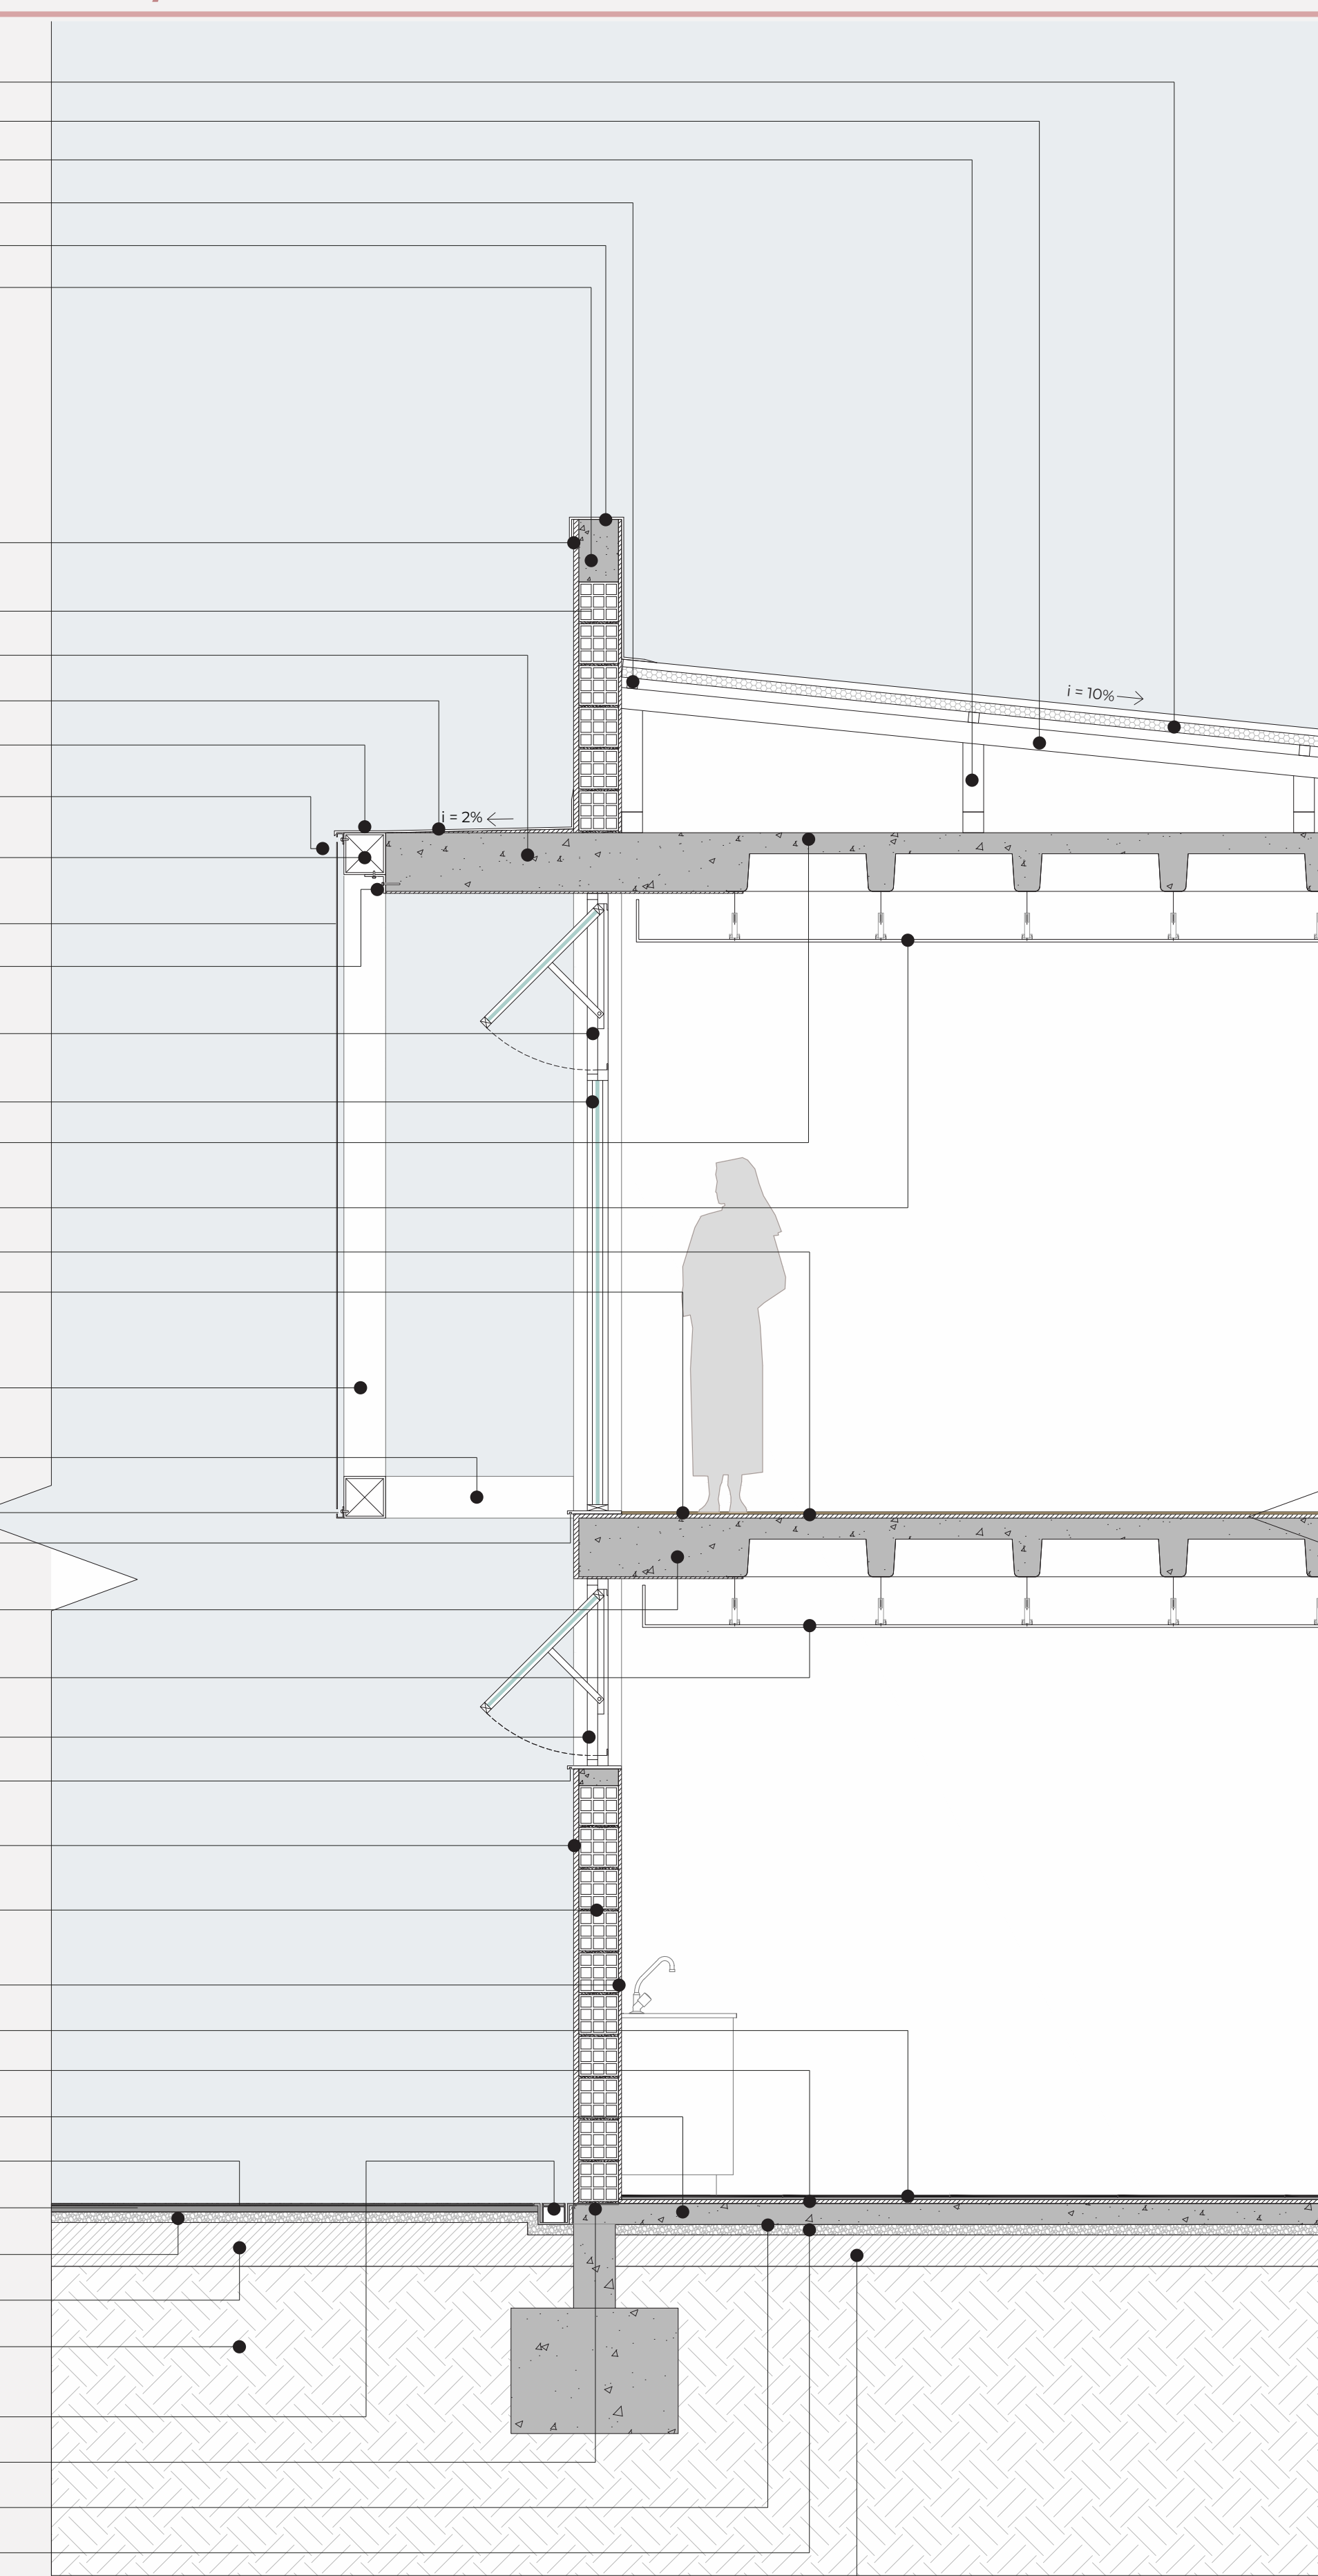 i = 10%
i = 2%